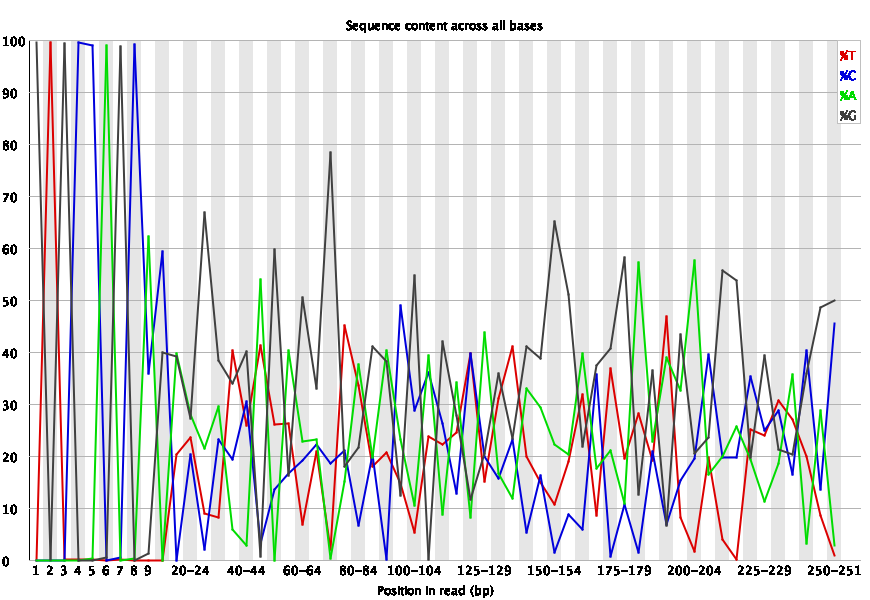 Sequence content across all bases
100
90
80
70
60
50
40
30
20
10
0
%T
%C
%A
%G
1 2 3 4 5 6 7 8 9 20-24 40-44 60-64 80-84 100-104 125-129 150-154 175-179 200-204 225-229 250-251
Position in read (bp)